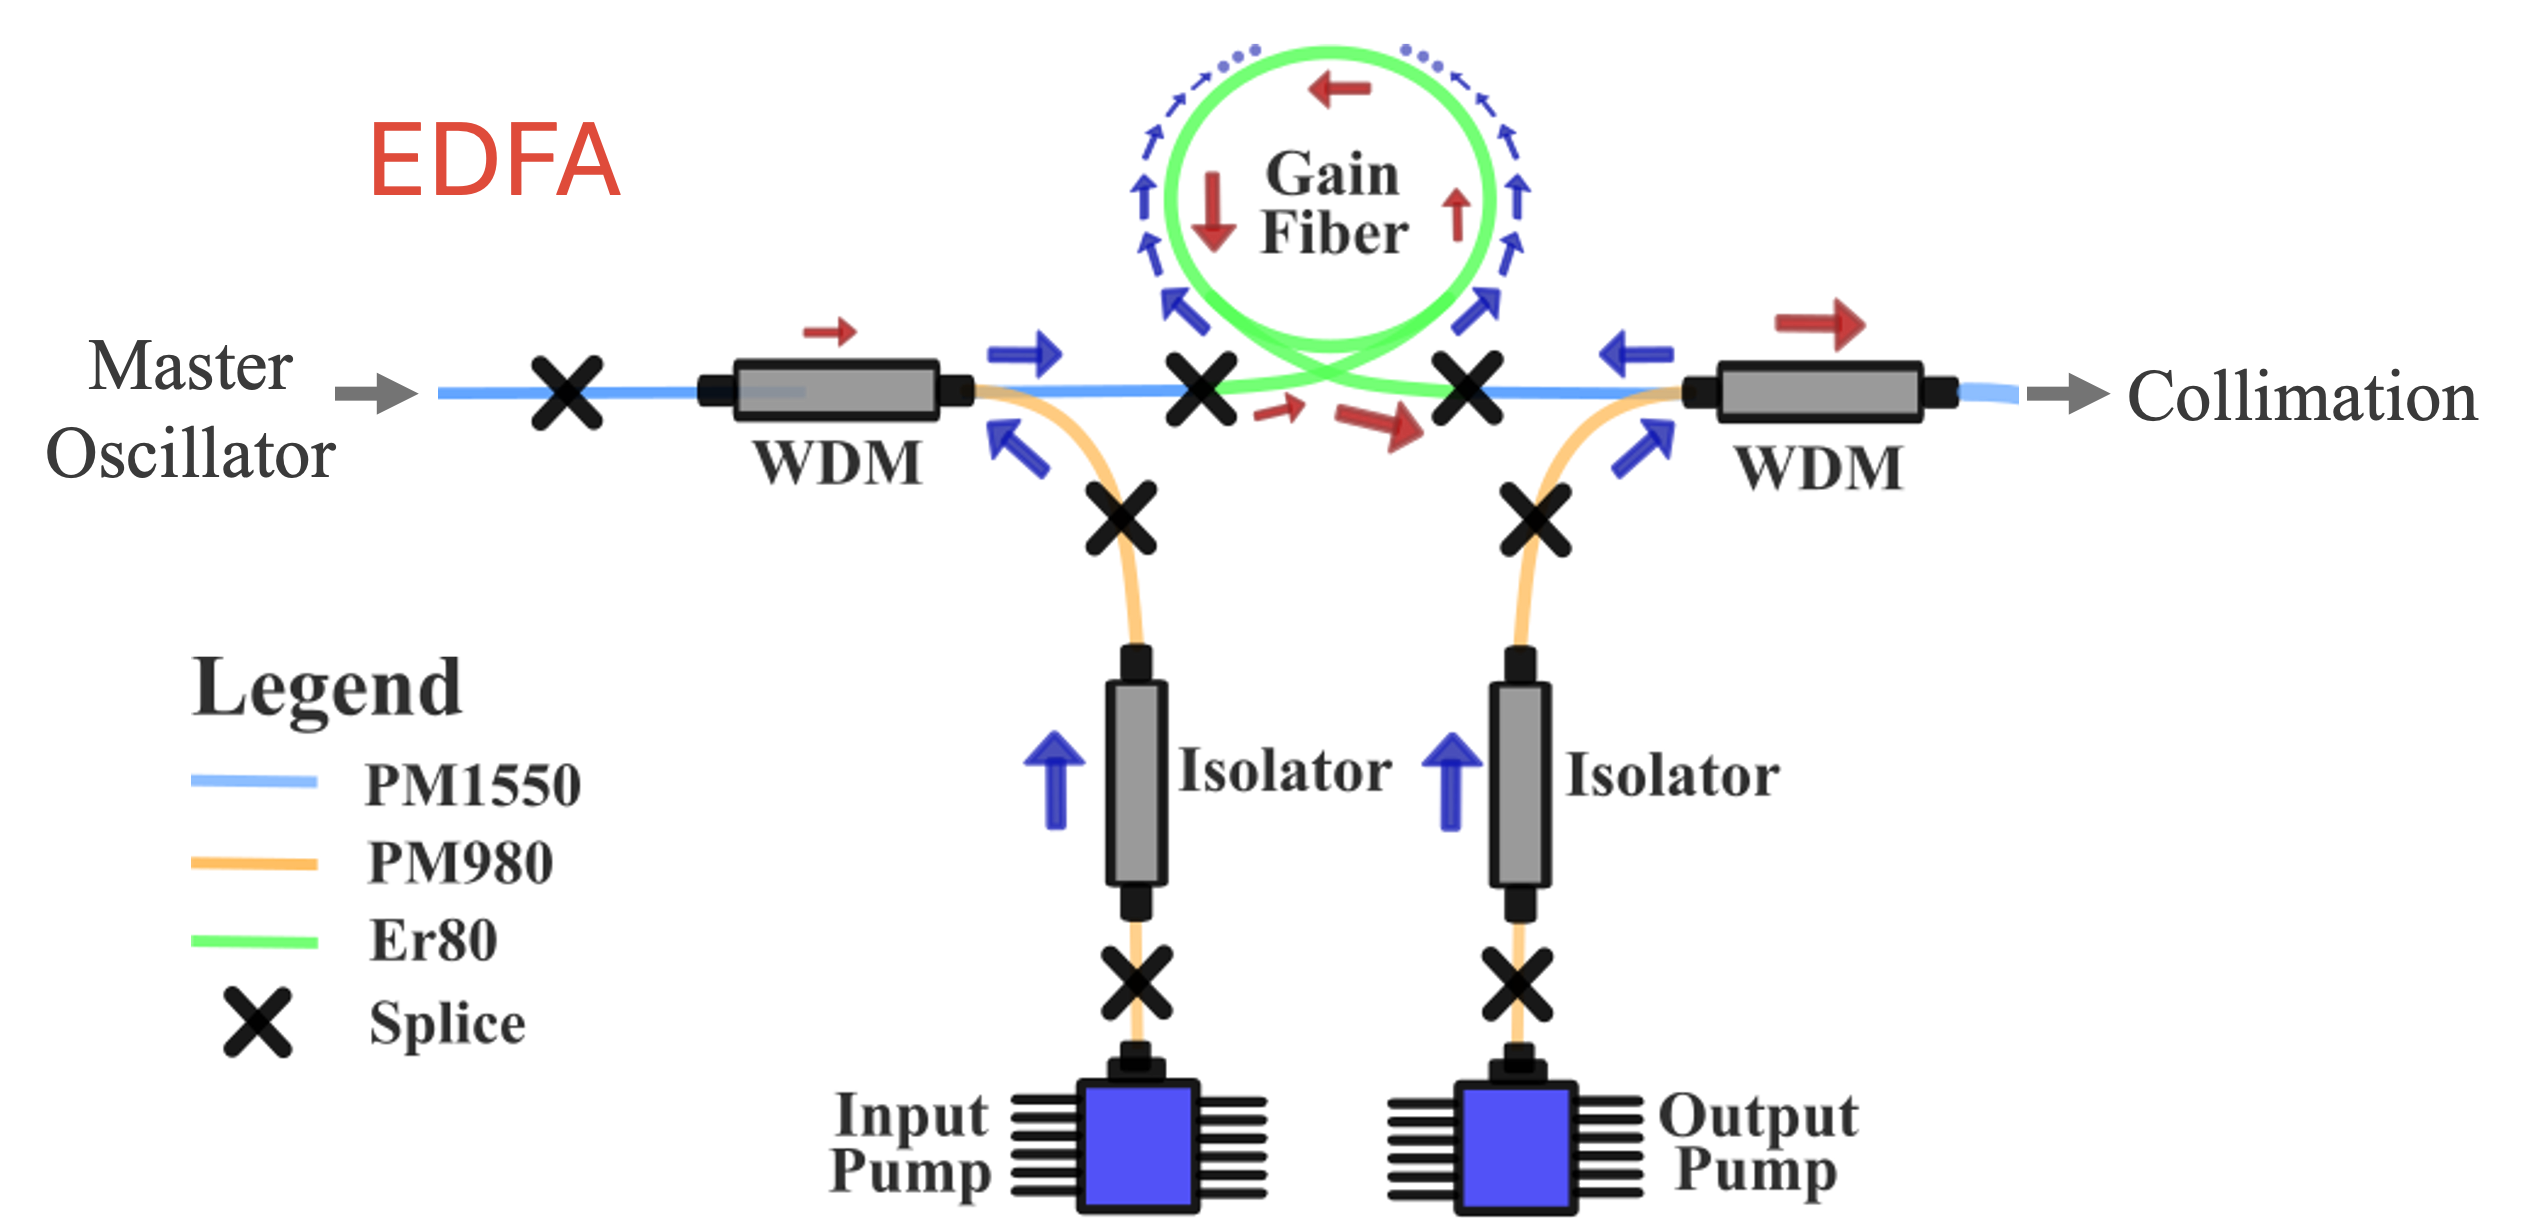 EDFA
Gain
Fiber
Master
Oscillator
WDM
WDM
Collimation
Legend
PM1550
PM980
Er80
Splice
Isolator
Isolator
Input
Pump
Output
Pump